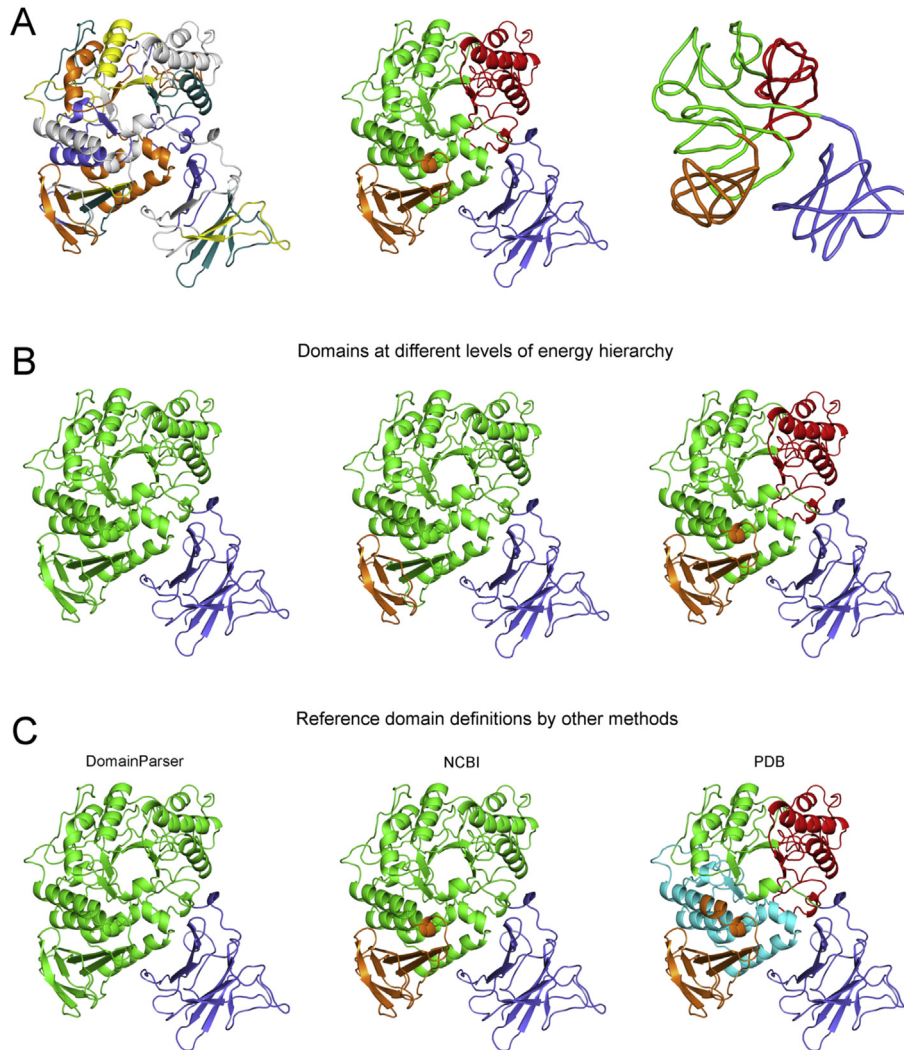 A
B
Domains at different levels of energy hierarchy
C
Reference domain definitions by other methods
DomainParser NCBI PDB